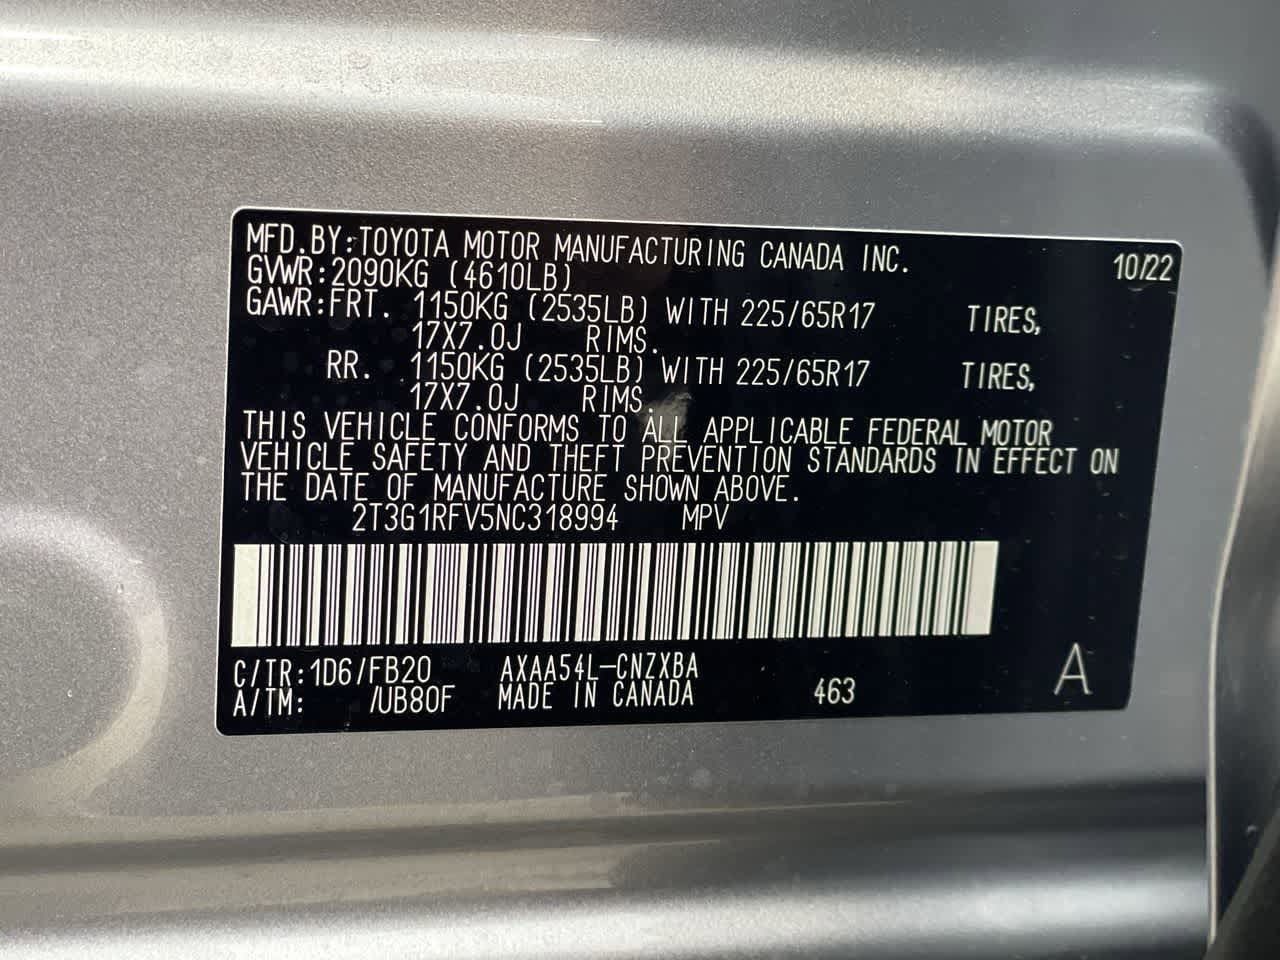 MFD.BY:TOYOTA MOTOR MANUFACTURING CANADA INC. 10/22
GVWR:2090KG (4610LB)
GAWR:FRT. 1150KG (2535LB) WITH 225/65R17 TIRES,
17X7.0J RIMS.
RR. 1150KG (2535LB) WITH 225/65R17 TIRES,
17X7.0J RIMS.
THIS VEHICLE CONFORMS TO ALL APPLICABLE FEDERAL MOTOR
VEHICLE SAFETY AND THEFT PREVENTION STANDARDS IN EFFECT ON
THE DATE OF MANUFACTURE SHOWN ABOVE.
2T3G1RFV5NC318994 MPV
C/TR:1D6/FB20 AXAA54L-CNZXBA
A/TM: /UB80F MADE IN CANADA 463 A